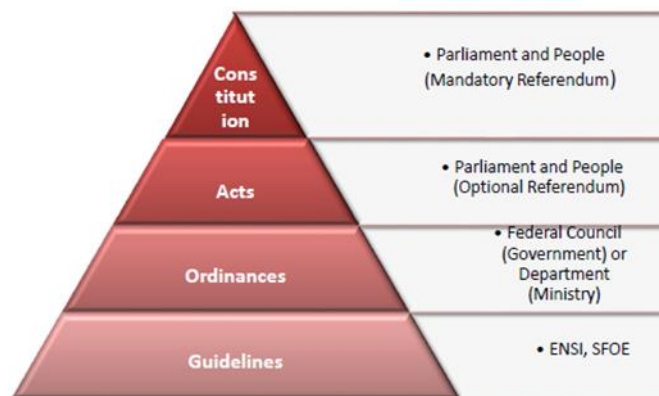 Cons
titut
ion
• Parliament and People
(Mandatory Referendum)
Acts
• Parliament and People
(Optional Referendum)
Ordinances
• Federal Council
(Government) or
Department
(Ministry)
Guidelines
• ENSI, SFOE